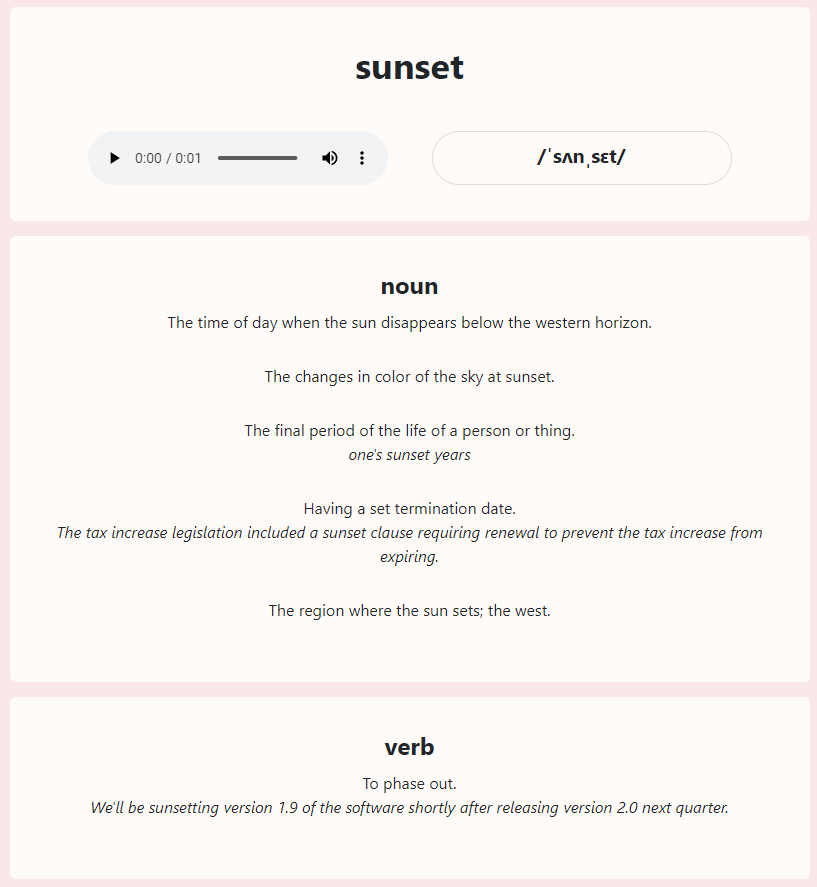 sunset
0:00 / 0:01
/ˈsʌnˌsɛt/
noun
The time of day when the sun disappears below the western horizon.
The changes in color of the sky at sunset.
The final period of the life of a person or thing.
one's sunset years
Having a set termination date.
The tax increase legislation included a sunset clause requiring renewal to prevent the tax increase from
expiring.
The region where the sun sets; the west.
verb
To phase out.
We'll be sunsetting version 1.9 of the software shortly after releasing version 2.0 next quarter.